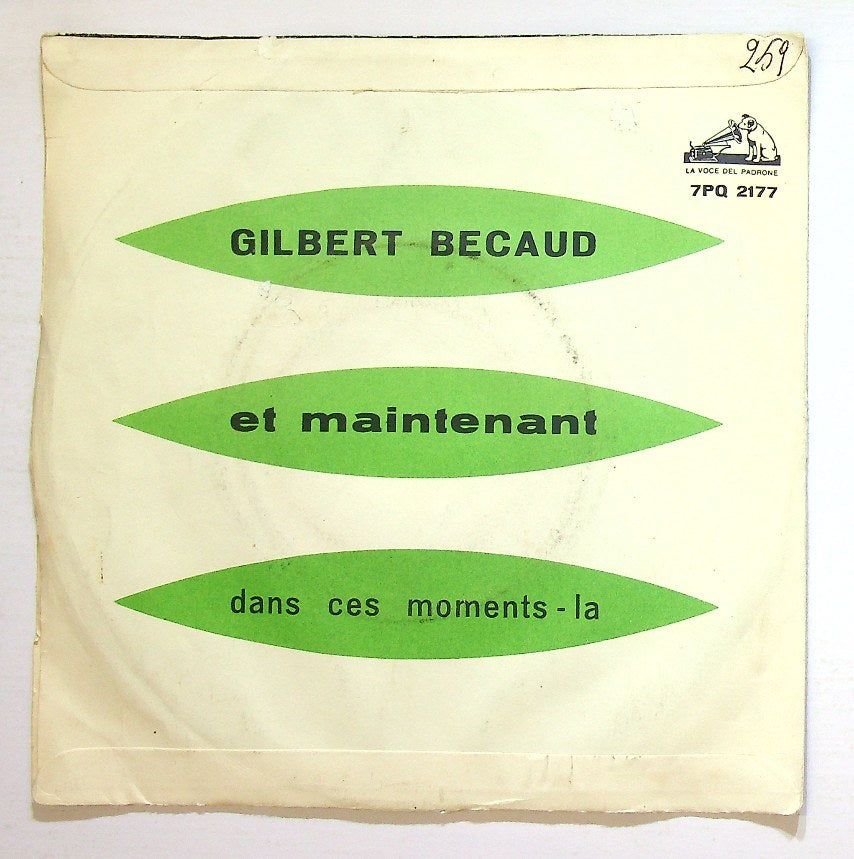 259
LA VOCE DEL PADRONE
7PQ 2177
GILBERT BECAUD
et maintenant
dans ces moments-la